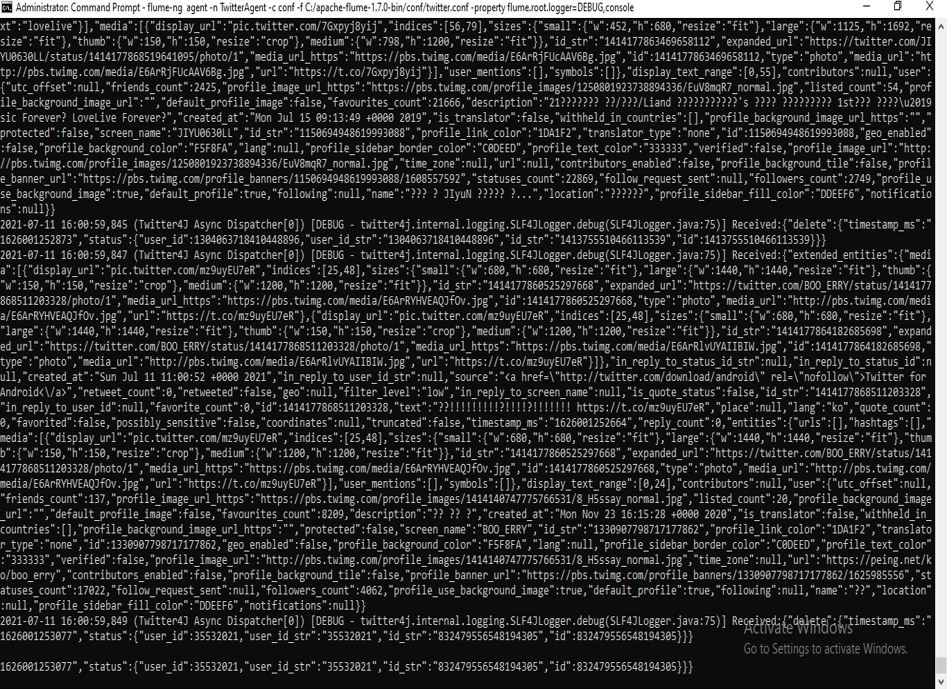 Administrator: Command Prompt - flume-ng agent -n TwitterAgent -c conf -f C:/apache-flume-1.7.0-bin/conf/twitter.conf -property flume.root.logger=DEBUG,console
xt":"lovelive"}],"media":[{"display_url":"pic.twitter.com/7Gxpyj8yij","indices":[56,79],"sizes":{"small":{"w":452,"h":680,"resize":"fit"},"large":{"w":1125,"h":1692,"re
size":"fit"},"thumb":{"w":150,"h":150,"resize":"crop"},"medium":{"w":798,"h":1200,"resize":"fit"}},"id_str":"1414177863469658112","expanded_url":"https://twitter.com/JI
YU0630LL/status/1414177868519641095/photo/1","media_url_https":"https://pbs.twimg.com/media/E6ArRjFUcAAV6Bg.jpg","id":1414177863469658112,"type":"photo","media_url":"ht
tp://pbs.twimg.com/media/E6ArRjFUcAAV6Bg.jpg","url":"https://t.co/7Gxpyj8yij"}],"user_mentions":[],"symbols":[]},"display_text_range":[0,55],"contributors":null,"user":
{"utc_offset":null,"friends_count":2425,"profile_image_url_https":"https://pbs.twimg.com/profile_images/1250801923738894336/EuV8mqR7_normal.jpg","listed_count":54,"prof
ile_background_image_url":"","default_profile_image":false,"favourites_count":21666,"description":"21??????? ??/???/Liand ???????????'s ???? ????????? 1st??? ????\u2019
sic Forever? LoveLive Forever?","created_at":"Mon Jul 15 09:13:49 +0000 2019","is_translator":false,"withheld_in_countries":[],"profile_background_image_url_https":"",
protected":false,"screen_name":"JIYU0630LL","id_str":"1150694948619993088","profile_link_color":"1DA1F2","translator_type":"none","id":1150694948619993088,"geo_enabled"
:false,"profile_background_color":"F5F8FA","lang":null,"profile_sidebar_border_color":"C0DEED","profile_text_color":"333333","verified":false,"profile_image_url":"http:
//pbs.twimg.com/profile_images/1250801923738894336/EuV8mqR7_normal.jpg","time_zone":null,"url":null,"contributors_enabled":false,"profile_background_tile":false,"profil
e_banner_url":"https://pbs.twimg.com/profile_banners/1150694948619993088/1608557592","statuses_count":22869,"follow_request_sent":null,"followers_count":2749,"profile_u
se_background_image":true,"default_profile":true,"following":null,"name":"??? ? JIyuN ????? ?...","location":"??????","profile_sidebar_fill_color":"DDEEF6","notificatio
ns":null}}
2021-07-11 16:00:59,845 (Twitter4J Async Dispatcher[0]) [DEBUG - twitter4j.internal.logging.SLF4JLogger.debug(SLF4JLogger.java:75)] Received:{"delete":{"timestamp_ms":"
1626001252873","status":{"user_id":1304063718410448896,"user_id_str":"1304063718410448896","id_str":"1413755510466113539","id":1413755510466113539}}}
2021-07-11 16:00:59,847 (Twitter4J Async Dispatcher[0]) [DEBUG - twitter4j.internal.logging.SLF4JLogger.debug(SLF4JLogger.java:75)] Received:{"extended_entities":{"medi
a":[{"display_url":"pic.twitter.com/mz9uyEU7eR","indices":[25,48],"sizes":{"small":{"w":680,"h":680,"resize":"fit"},"large":{"w":1440,"h":1440,"resize":"fit"},"thumb":{
"w":150,"h":150,"resize":"crop"},"medium":{"w":1200,"h":1200,"resize":"fit"}},"id_str":"1414177860525297668","expanded_url":"https://twitter.com/BOO_ERRY/status/1414177
868511203328/photo/1","media_url_https":"https://pbs.twimg.com/media/E6ArRYHVEAQJfOv.jpg","id":1414177860525297668,"type":"photo","media_url":"http://pbs.twimg.com/medi
a/E6ArRYHVEAQJfOv.jpg","url":"https://t.co/mz9uyEU7eR"},{"display_url":"pic.twitter.com/mz9uyEU7eR","indices":[25,48],"sizes":{"small":{"w":680,"h":680,"resize":"fit"},
"large":{"w":1440,"h":1440,"resize":"fit"},"thumb":{"w":150,"h":150,"resize":"crop"},"medium":{"w":1200,"h":1200,"resize":"fit"}},"id_str":"1414177864182685698","expand
ed_url":"https://twitter.com/BOO_ERRY/status/1414177868511203328/photo/1","media_url_https":"https://pbs.twimg.com/media/E6ArRlvUYAIIBIW.jpg","id":1414177864182685698,"
type":"photo","media_url":"http://pbs.twimg.com/media/E6ArRlvUYAIIBIW.jpg","url":"https://t.co/mz9uyEU7eR"}]},"in_reply_to_status_id_str":null,"in_reply_to_status_id":n
ull,"created_at":"Sun Jul 11 11:00:52 +0000 2021","in_reply_to_user_id_str":null,"source":"<a href=\"http://twitter.com/download/android\" rel=\"nofollow\">Twitter for
Android<\/a>","retweet_count":0,"retweeted":false,"geo":null,"filter_level":"low","in_reply_to_screen_name":null,"is_quote_status":false,"id_str":"1414177868511203328",
"in_reply_to_user_id":null,"favorite_count":0,"id":1414177868511203328,"text":"??!!!!!!!!!?!!!!?!!!!!!! https://t.co/mz9uyEU7eR","place":null,"lang":"ko","quote_count":
0,"favorited":false,"possibly_sensitive":false,"coordinates":null,"truncated":false,"timestamp_ms":"1626001252664","reply_count":0,"entities":{"urls":[],"hashtags":[],"
media":[{"display_url":"pic.twitter.com/mz9uyEU7eR","indices":[25,48],"sizes":{"small":{"w":680,"h":680,"resize":"fit"},"large":{"w":1440,"h":1440,"resize":"fit"},"thum
b":{"w":150,"h":150,"resize":"crop"},"medium":{"w":1200,"h":1200,"resize":"fit"}},"id_str":"1414177860525297668","expanded_url":"https://twitter.com/BOO_ERRY/status/141
4177868511203328/photo/1","media_url_https":"https://pbs.twimg.com/media/E6ArRYHVEAQJfOv.jpg","id":1414177860525297668,"type":"photo","media_url":"http://pbs.twimg.com/
media/E6ArRYHVEAQJfOv.jpg","url":"https://t.co/mz9uyEU7eR"}],"user_mentions":[],"symbols":[]},"display_text_range":[0,24],"contributors":null,"user":{"utc_offset":null,
"friends_count":137,"profile_image_url_https":"https://pbs.twimg.com/profile_images/1414140747775766531/8_H5ssay_normal.jpg","listed_count":20,"profile_background_image
_url":"","default_profile_image":false,"favourites_count":8209,"description":"?? ?? ?","created_at":"Mon Nov 23 16:15:28 +0000 2020","is_translator":false,"withheld_in_
countries":[],"profile_background_image_url_https":"","protected":false,"screen_name":"BOO_ERRY","id_str":"1330907798717177862","profile_link_color":"1DA1F2","translato
r_type":"none","id":1330907798717177862,"geo_enabled":false,"profile_background_color":"F5F8FA","lang":null,"profile_sidebar_border_color":"C0DEED","profile_text_color"
:"333333","verified":false,"profile_image_url":"http://pbs.twimg.com/profile_images/1414140747775766531/8_H5ssay_normal.jpg","time_zone":null,"url":"https://peing.net/k
o/boo_erry","contributors_enabled":false,"profile_background_tile":false,"profile_banner_url":"https://pbs.twimg.com/profile_banners/1330907798717177862/1625985556","st
atuses_count":17022,"follow_request_sent":null,"followers_count":4062,"profile_use_background_image":true,"default_profile":true,"following":null,"name":"??","location"
:null,"profile_sidebar_fill_color":"DDEEF6","notifications":null}}
2021-07-11 16:00:59,849 (Twitter4J Async Dispatcher[0]) [DEBUG - twitter4j.internal.logging.SLF4JLogger.debug(SLF4JLogger.java:75)] Received:{"delete":{"timestamp_ms":"
1626001253077","status":{"user_id":35532021,"user_id_str":"35532021","id_str":"832479556548194305","id":832479556548194305}}}
Activate Windows
Go to Settings to activate Windows.
1626001253077","status":{"user_id":35532021,"user_id_str":"35532021","id_str":"832479556548194305","id":832479556548194305}}}